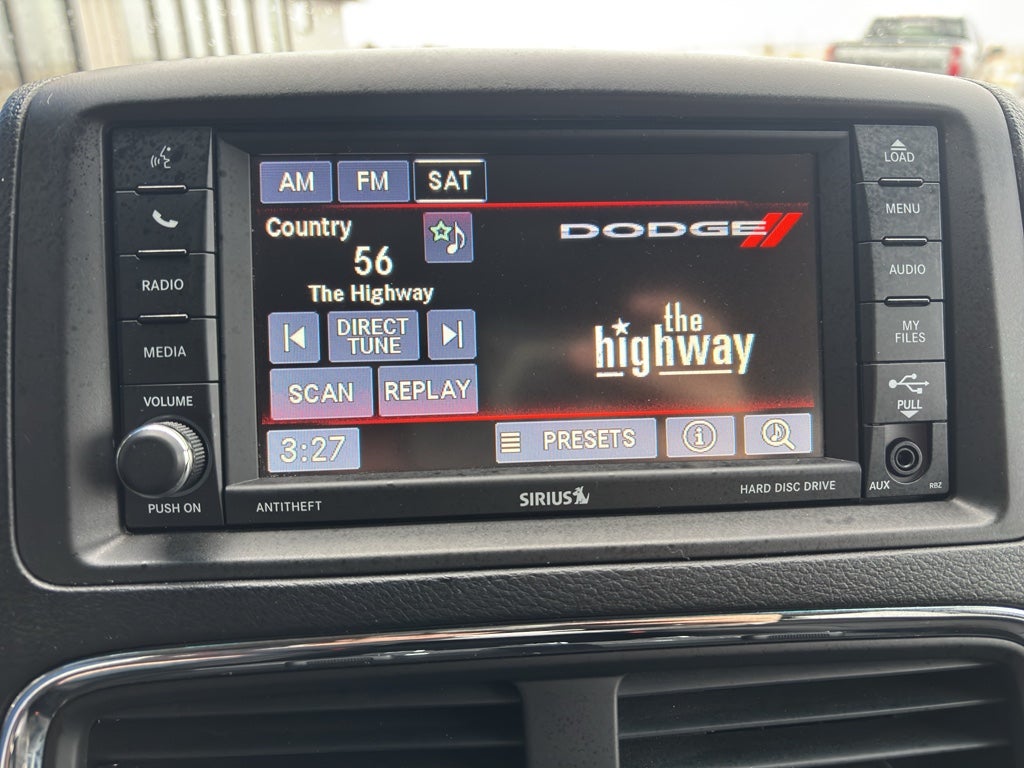 AM FM SAT
Country
56
The Highway
DIRECT
TUNE
SCAN REPLAY
3:27
PRESETS
i
DODGE
the
highway
RADIO
MEDIA
VOLUME
PUSH ON
LOAD
MENU
AUDIO
MY
FILES
PULL
AUX RBZ
ANTITHEFT
SIRIUS
HARD DISC DRIVE